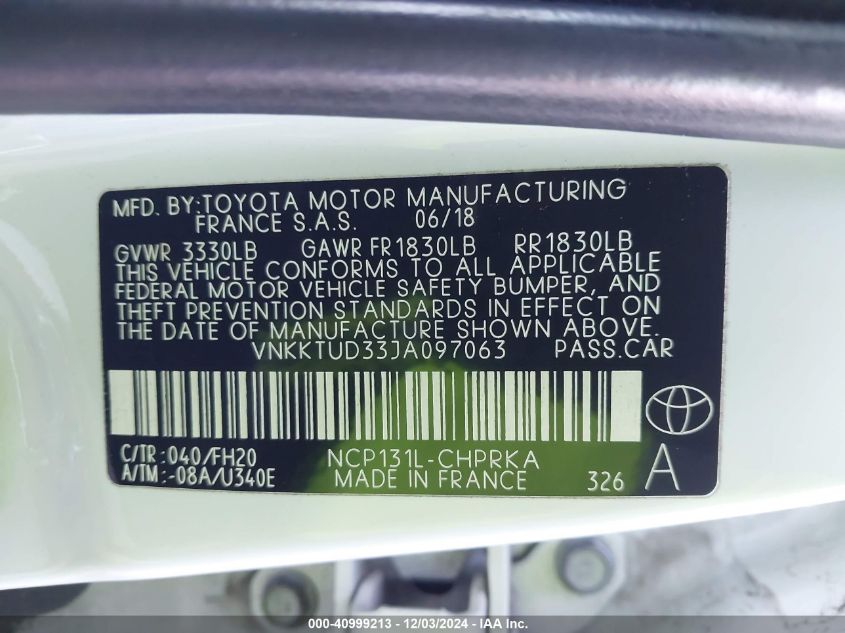 MFD. BY:TOYOTA MOTOR MANUFACTURING
FRANCE S.A.S. 06/18
GVWR 3330LB GAWR FR1830LB RR1830LB
THIS VEHICLE CONFORMS TO ALL APPLICABLE
FEDERAL MOTOR VEHICLE SAFETY BUMPER, AND
THEFT PREVENTION STANDARDS IN EFFECT ON
THE DATE OF MANUFACTURE SHOWN ABOVE.
VNKKTUD33JA097063 PASS.CAR
C/TR: 040/FH20 NCP131L-CHPRKA
A/TM: -08A/U340E MADE IN FRANCE 326 A
000-40999213 - 12/03/2024 - IAA Inc.